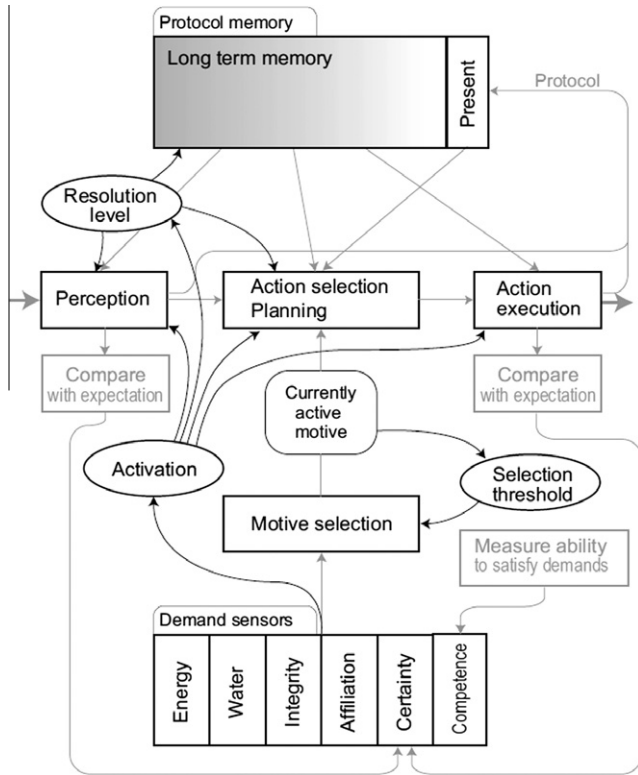 Protocol memory
Long term memory
Present
Protocol
Resolution
level
Perception
Action selection
Planning
Action
execution
Compare
with expectation
Currently
active
motive
Compare
with expectation
Activation
Selection
threshold
Motive selection
Measure ability
to satisfy demands
Demand sensors
Energy
Water
Integrity
Affiliation
Certainty
Competence